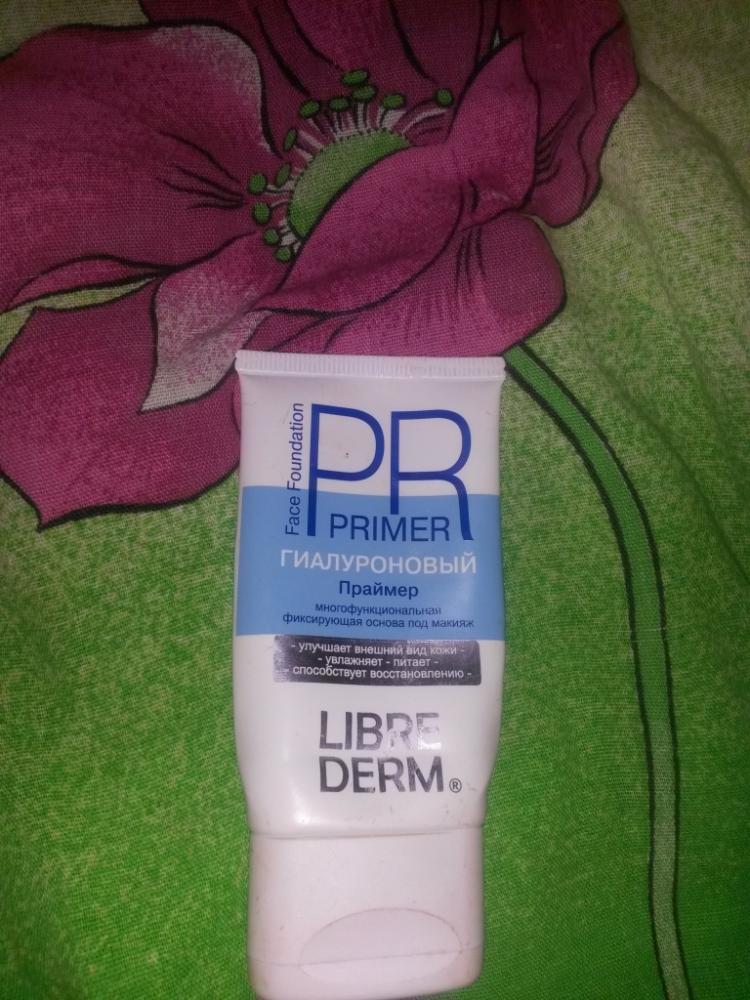 Face Foundation
PR
PRIMER
ГИАЛУРОНОВЫЙ
Праймер
многофункциональная
фиксирующая основа под макияж
- улучшает внешний вид кожи -
- увлажняет - питает -
- способствует восстановлению -
LIBRE
DERM®